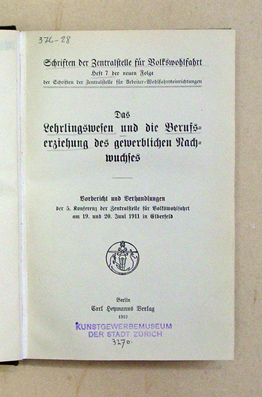 374-28
Schriften der Zentralstelle für Volkswohlfahrt
Heft 7 der neuen Folge
der Schriften der Zentralstelle für Arbeiter-Wohlfahrtseinrichtungen
Das
Lehrlingswesen und die Berufs-
erziehung des gewerblichen Nach-
wuchses
Vorbericht und Verhandlungen
der 5. Konferenz der Zentralstelle für Volkswohlfahrt
am 19. und 20. Juni 1911 in Elberfeld
Berlin
Carl Heymanns Verlag
KUNSTGEWERBEMUSEUM
DER STADT ZÜRICH
3270